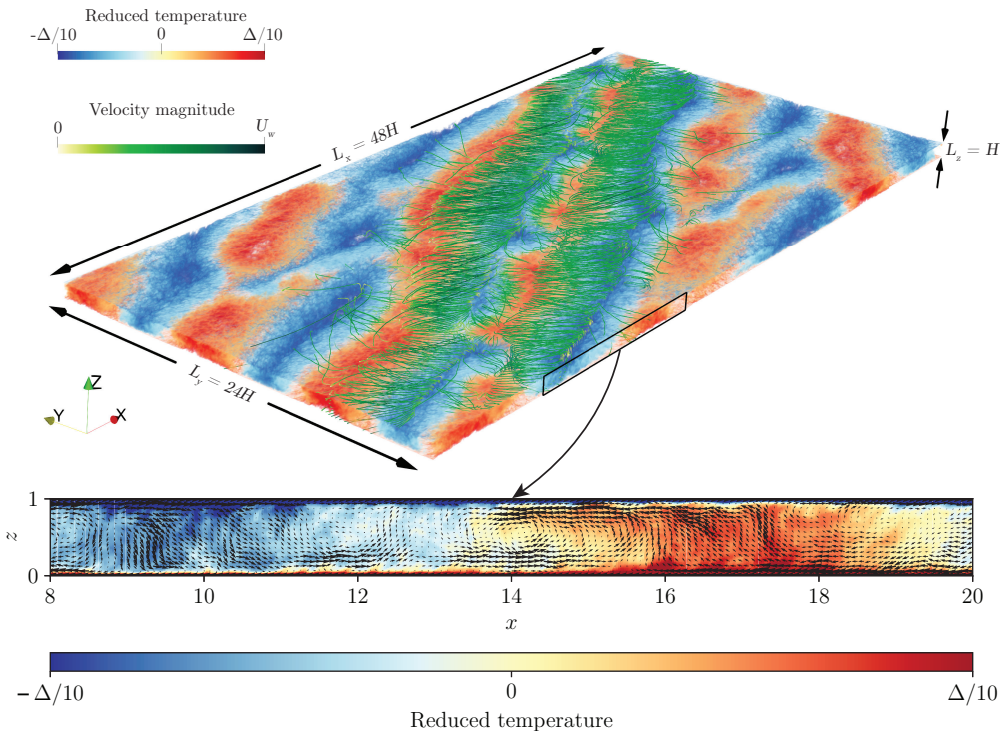 Reduced temperature
-Δ/10 0 Δ/10
Velocity magnitude
0 U_w
L_x = 48H
L_z = H
L_y = 24H
Z
Y X
1
z
0
8 10 12 14 16 18 20
x
−Δ/10 0 Δ/10
Reduced temperature